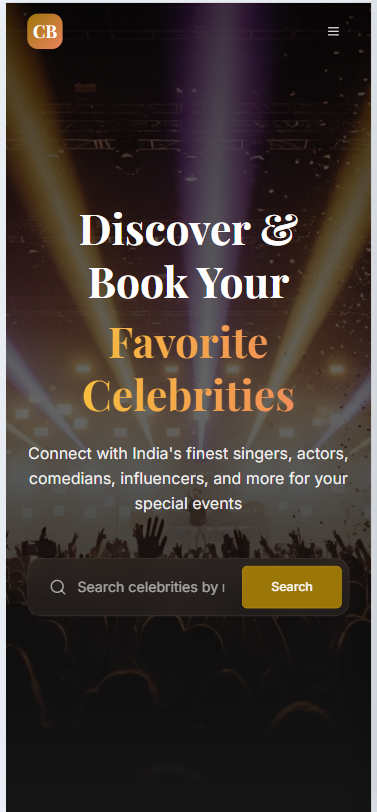 CB
Discover &
Book Your
Favorite
Celebrities
Connect with India's finest singers, actors,
comedians, influencers, and more for your
special events
Search celebrities by
Search